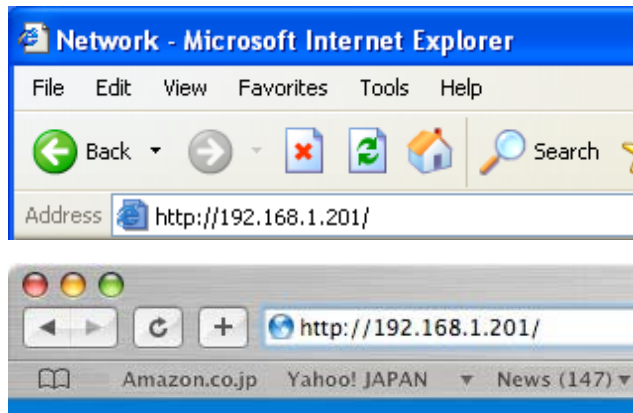 Network - Microsoft Internet Explorer
File Edit View Favorites Tools Help
Back Search
Address http://192.168.1.201/
http://192.168.1.201/
Amazon.co.jp Yahoo! JAPAN News (147)